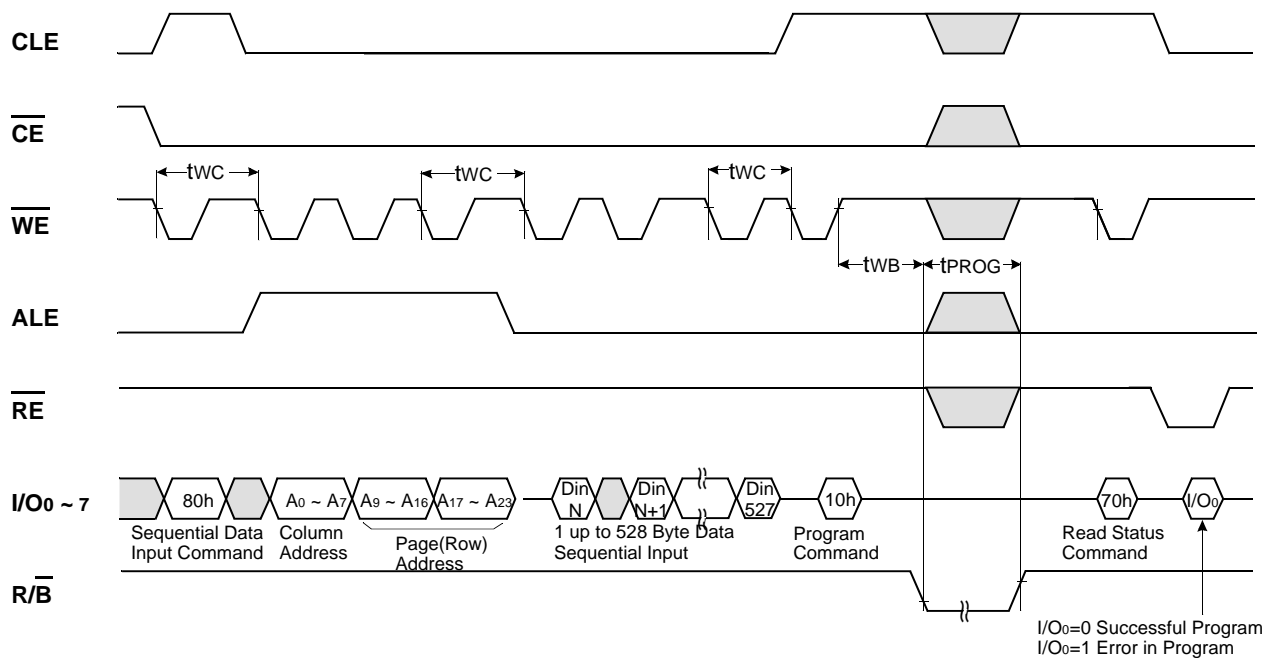 CLE
CE
tWC
tWC
tWC
WE
tWB
tPROG
ALE
RE
I/O0 ~ 7
80h
A0 ~ A7
A9 ~ A16
A17 ~ A23
Din
N
Din
N+1
Din
527
10h
70h
I/O0
Sequential Data
Input Command
Column
Address
Page(Row)
Address
1 up to 528 Byte Data
Sequential Input
Program
Command
Read Status
Command
R/B
I/O0=0 Successful Program
I/O0=1 Error in Program